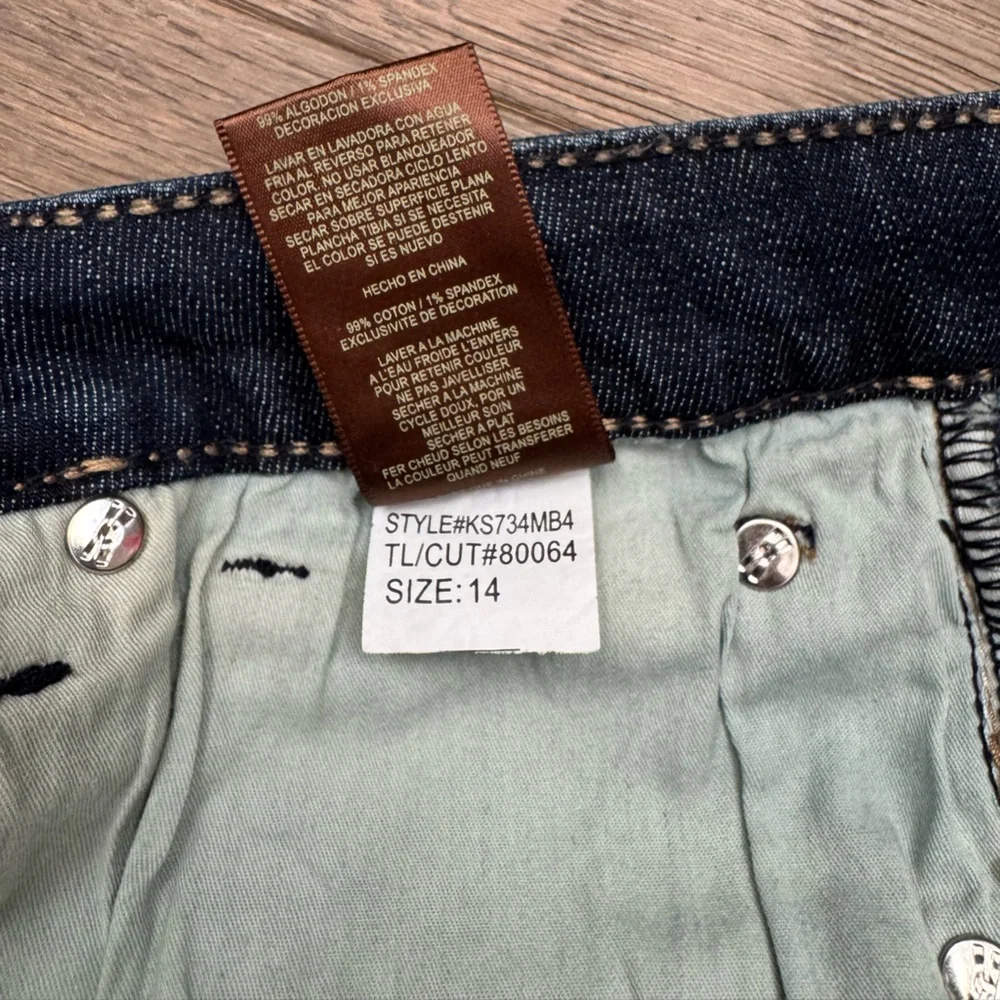 99% ALGODON / 1% SPANDEX
DECORACION EXCLUSIVA
LAVAR EN LAVADORA CON AGUA
FRIA AL REVERSO PARA RETENER
COLOR, NO USAR BLANQUEADOR
SECAR EN SECADORA CICLO LENTO
PARA MEJOR APARIENCIA
SECAR SOBRE SUPERFICIE PLANA
PLANCHA TIBIA SI SE NECESITA
EL COLOR SE PUEDE DESTENIR
SI ES NUEVO
HECHO EN CHINA
99% COTON / 1% SPANDEX
EXCLUSIVITE DE DECORATION
LAVER A LA MACHINE
A L'EAU FROIDE L'ENVERS
POUR RETENIR COULEUR
NE PAS JAVELLISER
SECHER A LA MACHINE
CYCLE DOUX, POR UN
MEILLEUR SOIN
SECHER A PLAT
FER CHEUD SELON LES BESOINS
LA COULEUR PEUT TRANSFERER
QUAND NEUF
STYLE#KS734MB4
TL/CUT#80064
SIZE: 14